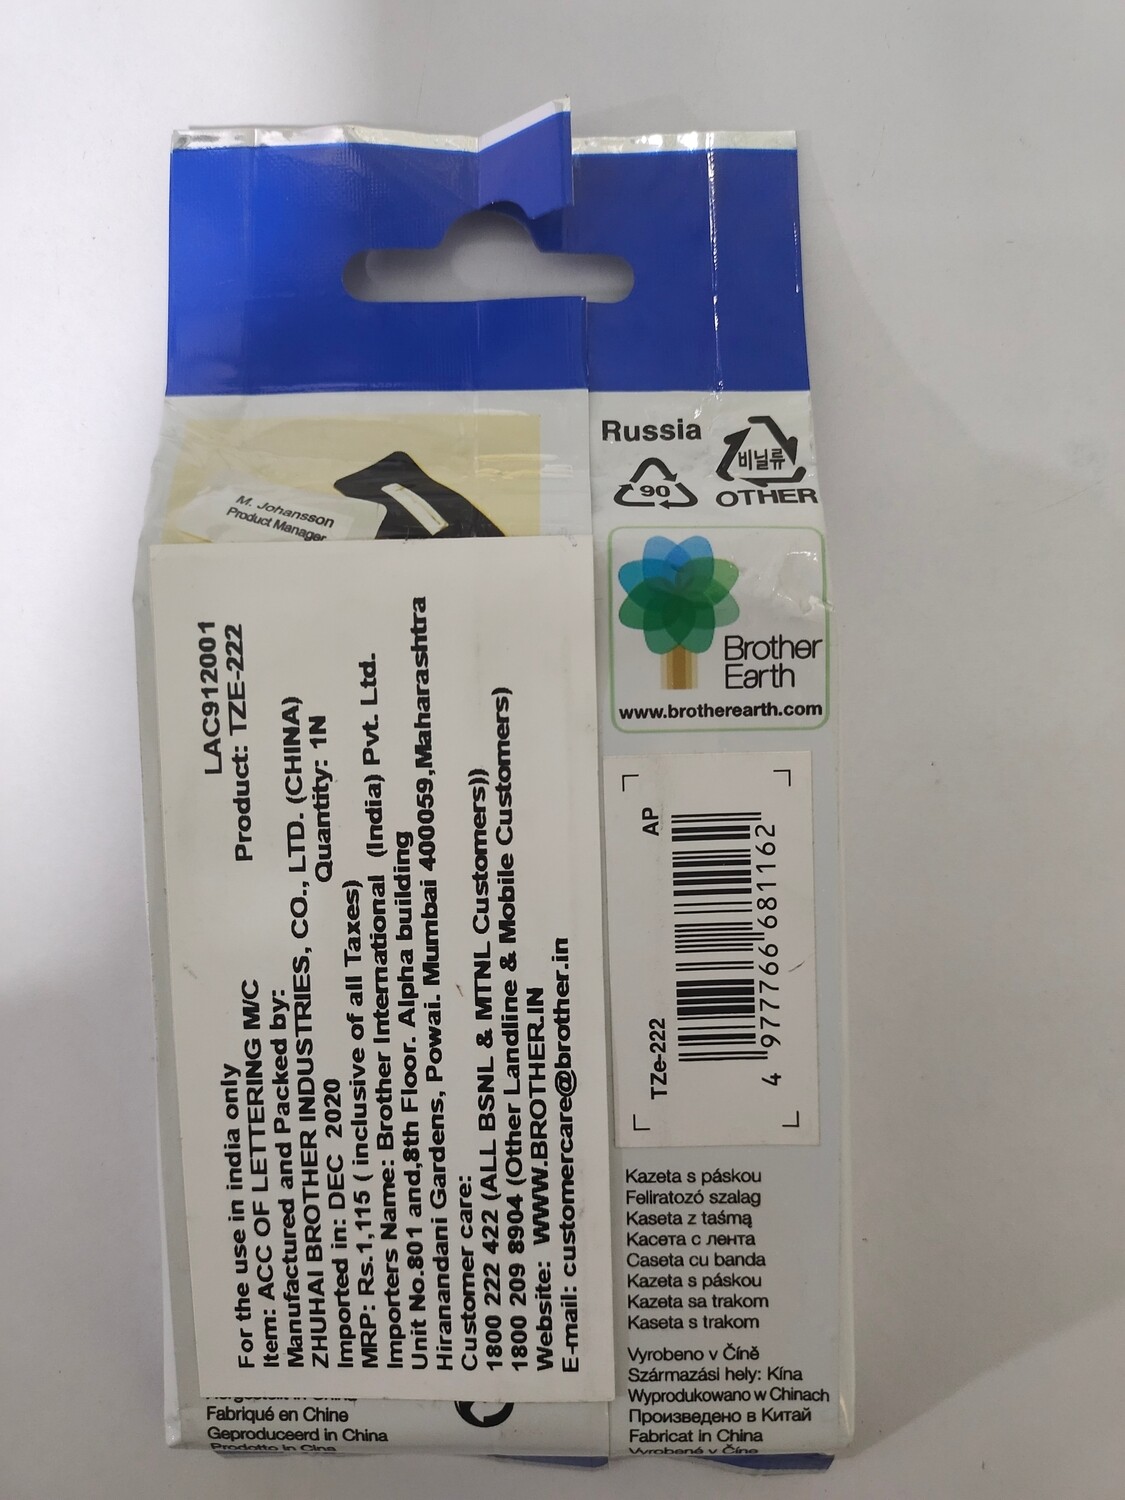 M. Johansson
Product Manager
For the use in india only LAC912001
Item: ACC OF LETTERING M/C Product: TZE-222
Manufactured and Packed by:
ZHUHAI BROTHER INDUSTRIES, CO., LTD. (CHINA)
Imported in: DEC 2020 Quantity: 1N
MRP: Rs.1,115 ( inclusive of all Taxes)
Importers Name: Brother International (India) Pvt. Ltd.
Unit No.801 and,8th Floor. Alpha building
Hiranandani Gardens, Powai. Mumbai 400059,Maharashtra
Customer care:
1800 222 422 (ALL BSNL & MTNL Customers))
1800 209 8904 (Other Landline & Mobile Customers)
Website: WWW.BROTHER.IN
E-mail: customercare@brother.in
Fabriqué en Chine
Geproduceerd in China
Prodotto in Cina
Russia
90
비닐류
OTHER
Brother
Earth
www.brotherearth.com
TZe-222 AP
4 977766 681162
Kazeta s páskou
Feliratozó szalag
Kaseta z taśmą
Касета с лента
Caseta cu banda
Kazeta s páskou
Kazeta sa trakom
Kaseta s trakom
Vyrobeno v Číně
Származási hely: Kína
Wyprodukowano w Chinach
Произведено в Китай
Fabricat in China
Vyrobené v Číne